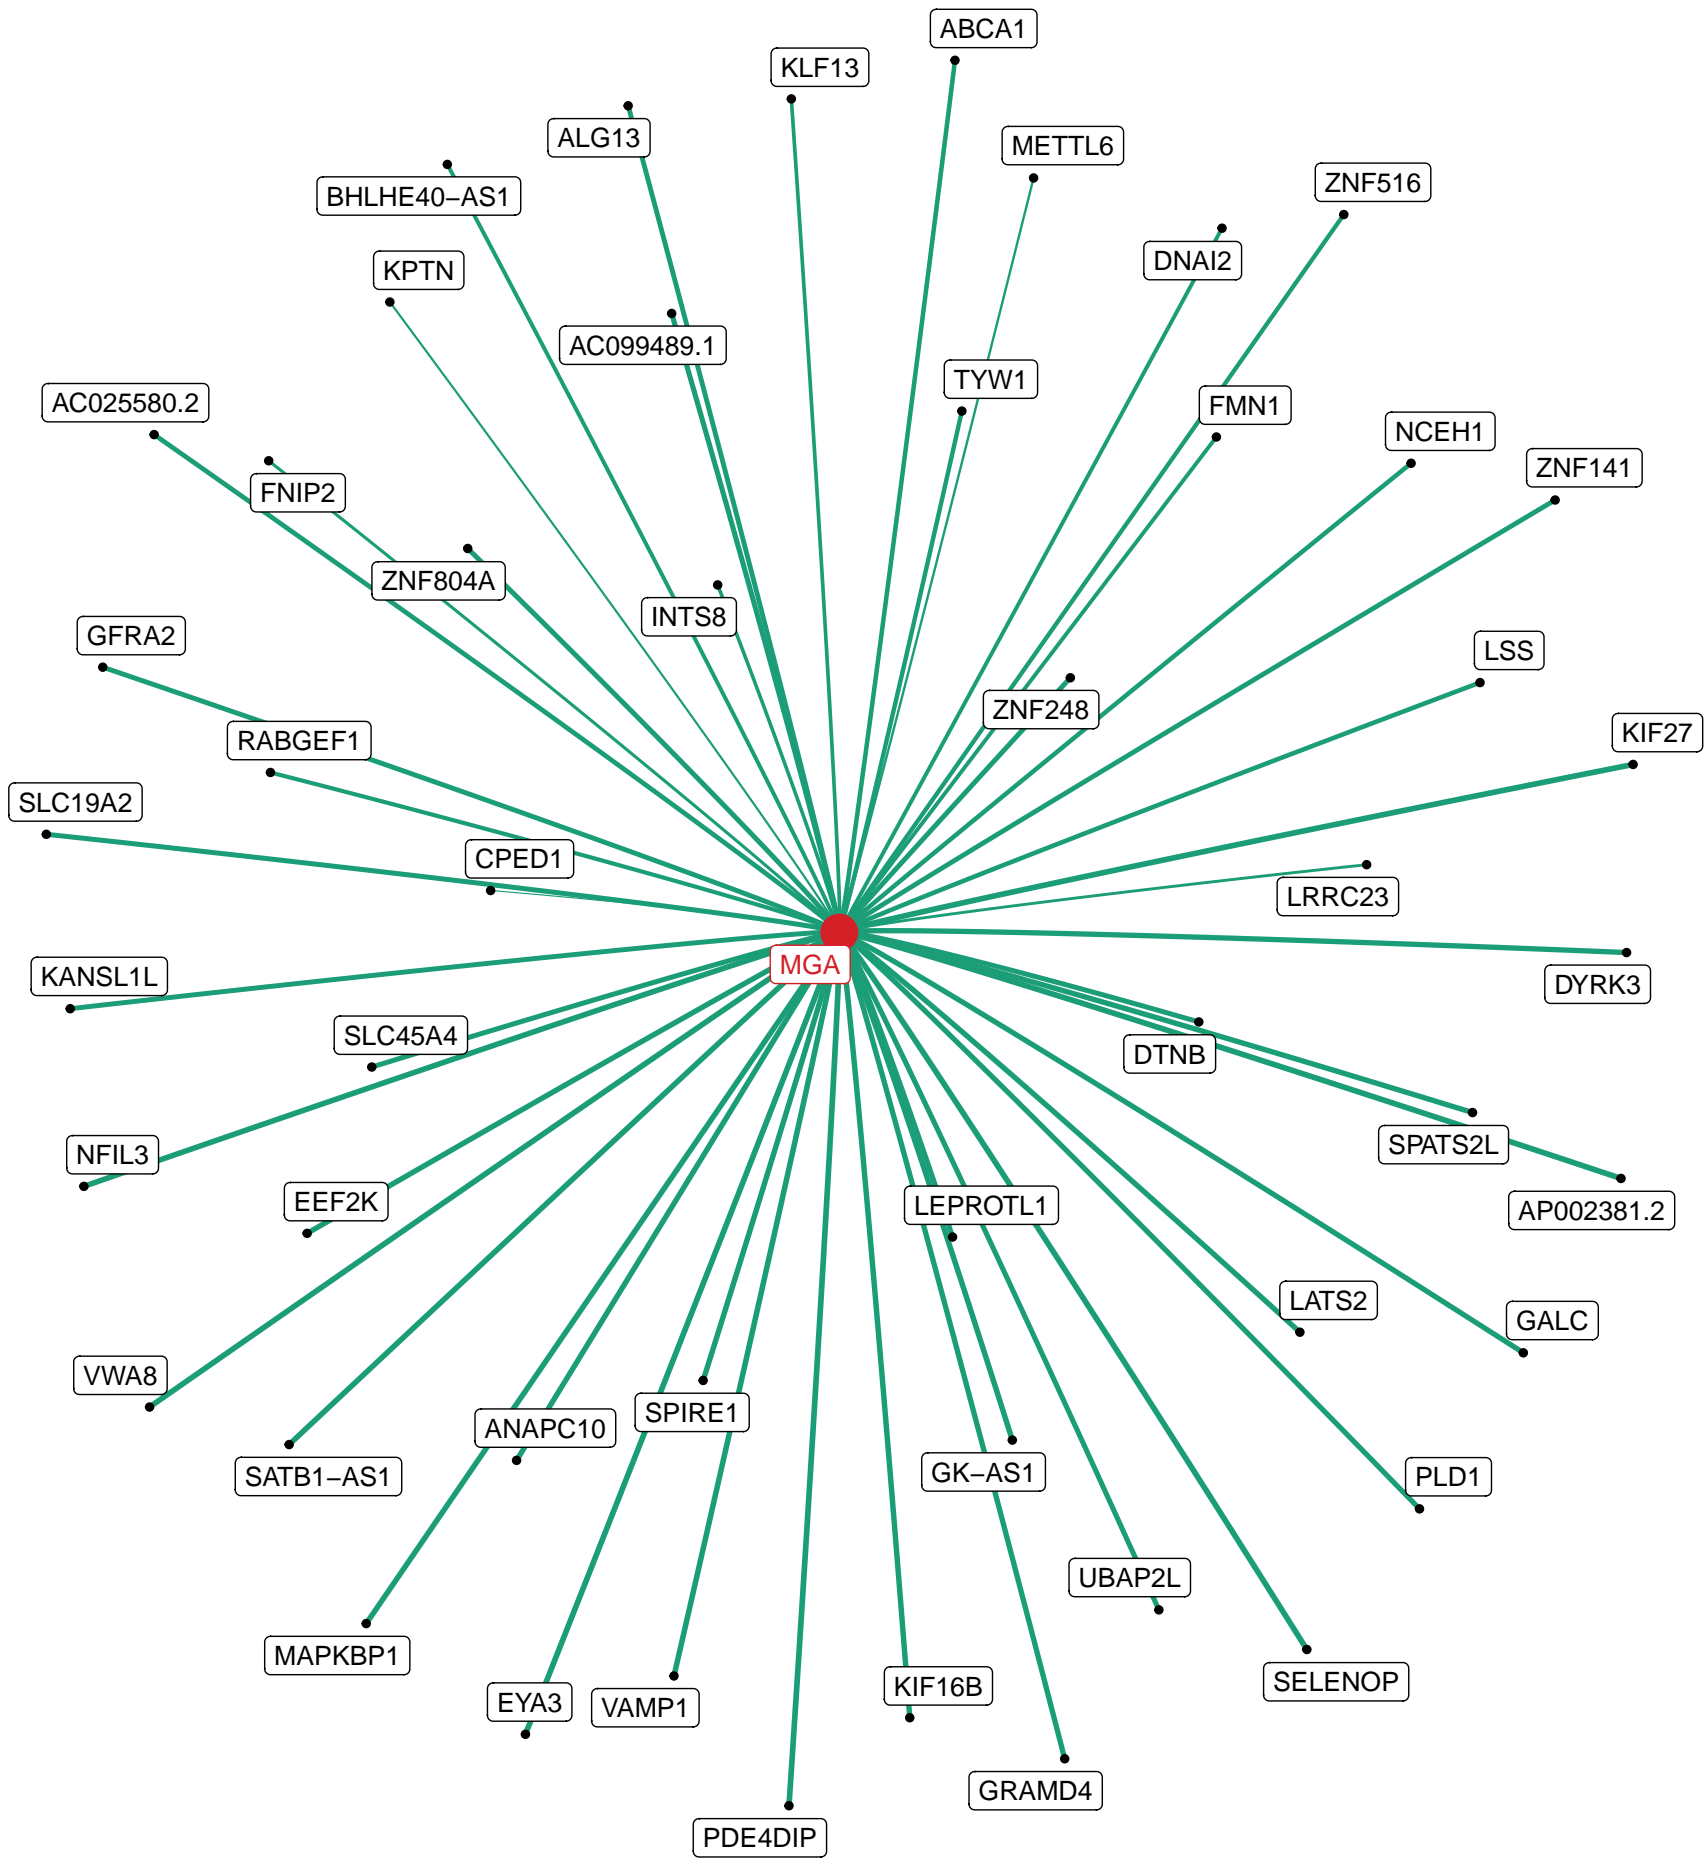 ABCA1
KLF13
ALG13
METTL6
ZNF516
BHLHE40−AS1
DNAI2
KPTN
AC099489.1
TYW1
AC025580.2
FMN1
NCEH1
ZNF141
FNIP2
ZNF804A
INTS8
GFRA2
LSS
ZNF248
KIF27
RABGEF1
SLC19A2
CPED1
LRRC23
MGA
KANSL1L
DYRK3
SLC45A4
DTNB
SPATS2L
NFIL3
EEF2K
LEPROTL1
AP002381.2
LATS2
GALC
VWA8
SPIRE1
ANAPC10
GK−AS1
SATB1−AS1
PLD1
UBAP2L
MAPKBP1
SELENOP
KIF16B
EYA3
VAMP1
GRAMD4
PDE4DIP